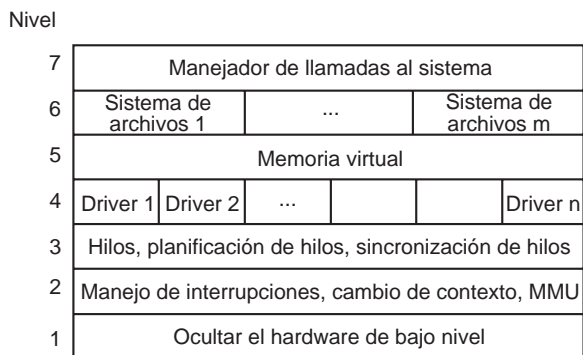 Nivel
7 Manejador de llamadas al sistema
6 Sistema de archivos 1 ... Sistema de archivos m
5 Memoria virtual
4 Driver 1 Driver 2 ... Driver n
3 Hilos, planificación de hilos, sincronización de hilos
2 Manejo de interrupciones, cambio de contexto, MMU
1 Ocultar el hardware de bajo nivel